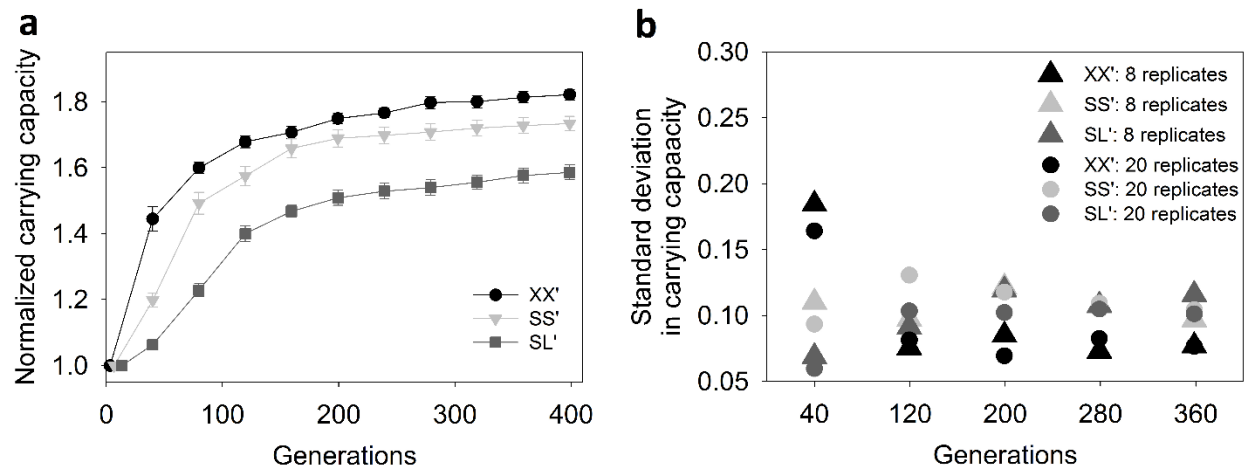 a
Normalized carrying capacity
1.8
1.6
1.4
1.2
1.0
0
100
200
300
400
Generations
XX'
SS'
SL'
b
Standard deviation
in carrying capaacity
0.30
0.25
0.20
0.15
0.10
0.05
40
120
200
280
360
Generations
XX': 8 replicates
SS': 8 replicates
SL': 8 replicates
XX': 20 replicates
SS': 20 replicates
SL': 20 replicates